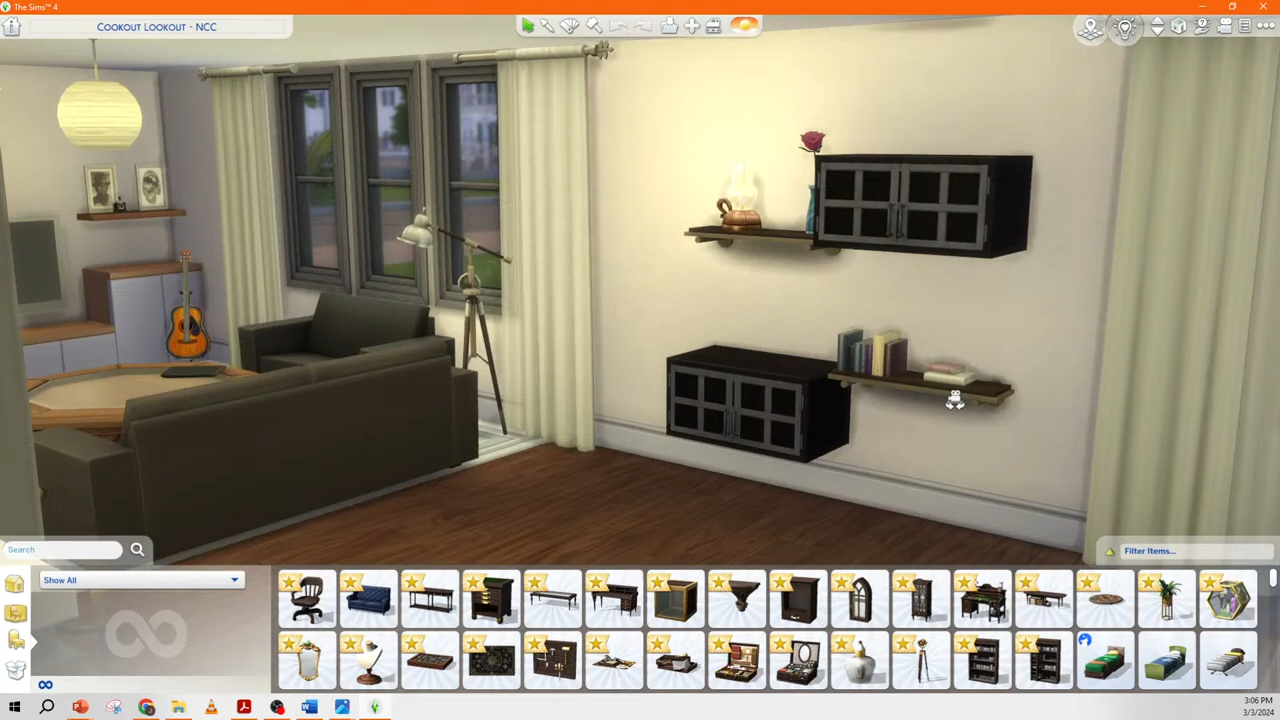 The Sims™ 4
COOKOUT LOOKOUT - NCC
Search
Filter Items...
Show All
3:06 PM
3/3/2024